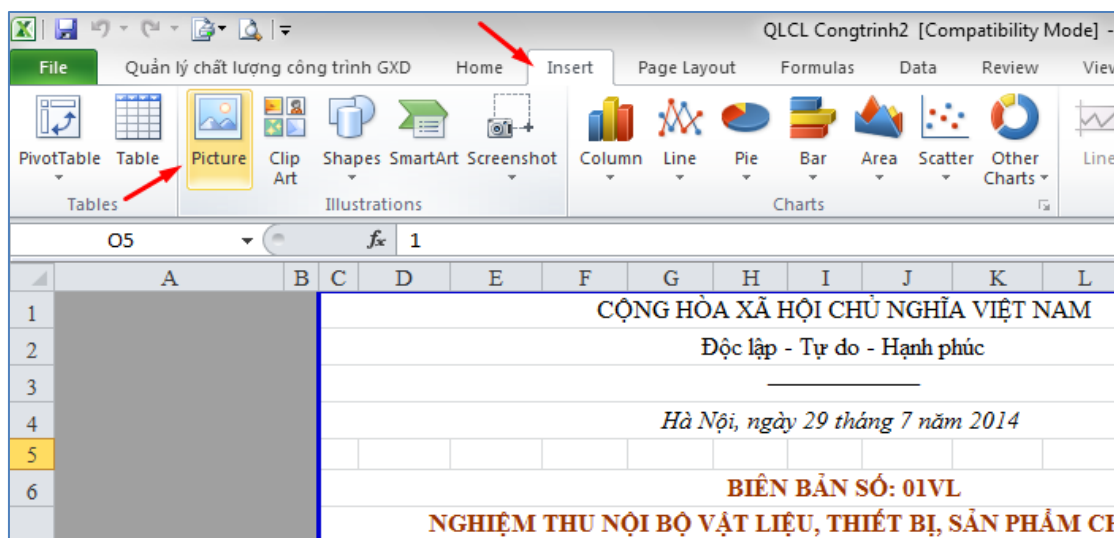 QLCL Congtrinh2 [Compatibility Mode] -
File Quản lý chất lượng công trình GXD Home Insert Page Layout Formulas Data Review View
PivotTable Table Picture Clip Art Shapes SmartArt Screenshot Column Line Pie Bar Area Scatter Other Charts Line
Tables Illustrations Charts
O5 fx 1
A B C D E F G H I J K L
1 CỘNG HÒA XÃ HỘI CHỦ NGHĨA VIỆT NAM
2 Độc lập - Tự do - Hạnh phúc
3
4 Hà Nội, ngày 29 tháng 7 năm 2014
5
6 BIÊN BẢN SỐ: 01VL
NGHIỆM THU NỘI BỘ VẬT LIỆU, THIẾT BỊ, SẢN PHẨM